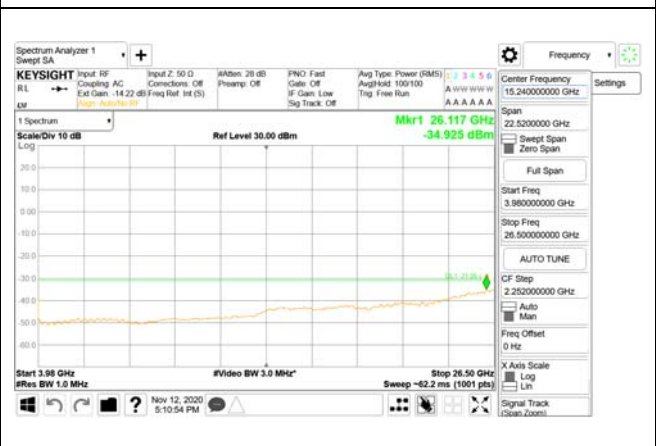 Spectrum Analyzer 1
Swept SA
+
Frequency
KEYSIGHT
RL
Input: RF
Coupling: AC
Ext Gain: -14.22 dB
Align: Auto/No RF
Input Z: 50 Ω
Corrections: Off
Freq Ref: Int (S)
#Atten: 28 dB
Preamp: Off
PNO: Fast
Gate: Off
IF Gain: Low
Sig Track: Off
Avg Type: Power (RMS)
Avg|Hold: 100/100
Trig: Free Run
1 2 3 4 5 6
A W W W W W
A A A A A A
1 Spectrum
Scale/Div 10 dB
Log
Ref Level 30.00 dBm
Mkr1 26.117 GHz
-34.925 dBm
20.0
10.0
0.00
-10.0
-20.0
-30.0
-40.0
-50.0
-60.0
Start 3.98 GHz
#Res BW 1.0 MHz
#Video BW 3.0 MHz*
Stop 26.50 GHz
Sweep ~62.2 ms (1001 pts)
?
Nov 12, 2020
5:10:54 PM
Center Frequency
15.240000000 GHz
Settings
Span
22.5200000 GHz
Swept Span
Zero Span
Full Span
Start Freq
3.980000000 GHz
Stop Freq
26.500000000 GHz
AUTO TUNE
CF Step
2.252000000 GHz
Auto
Man
Freq Offset
0 Hz
X Axis Scale
Log
Lin
Signal Track
(Span Zoom)